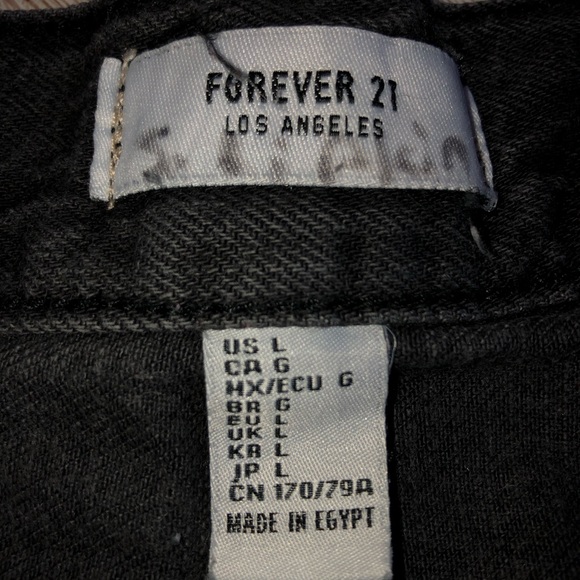 FOREVER 21
LOS ANGELES
US L
CA G
MX/ECU G
BR G
EU L
UK L
KR L
JP L
CN 170/79A
MADE IN EGYPT